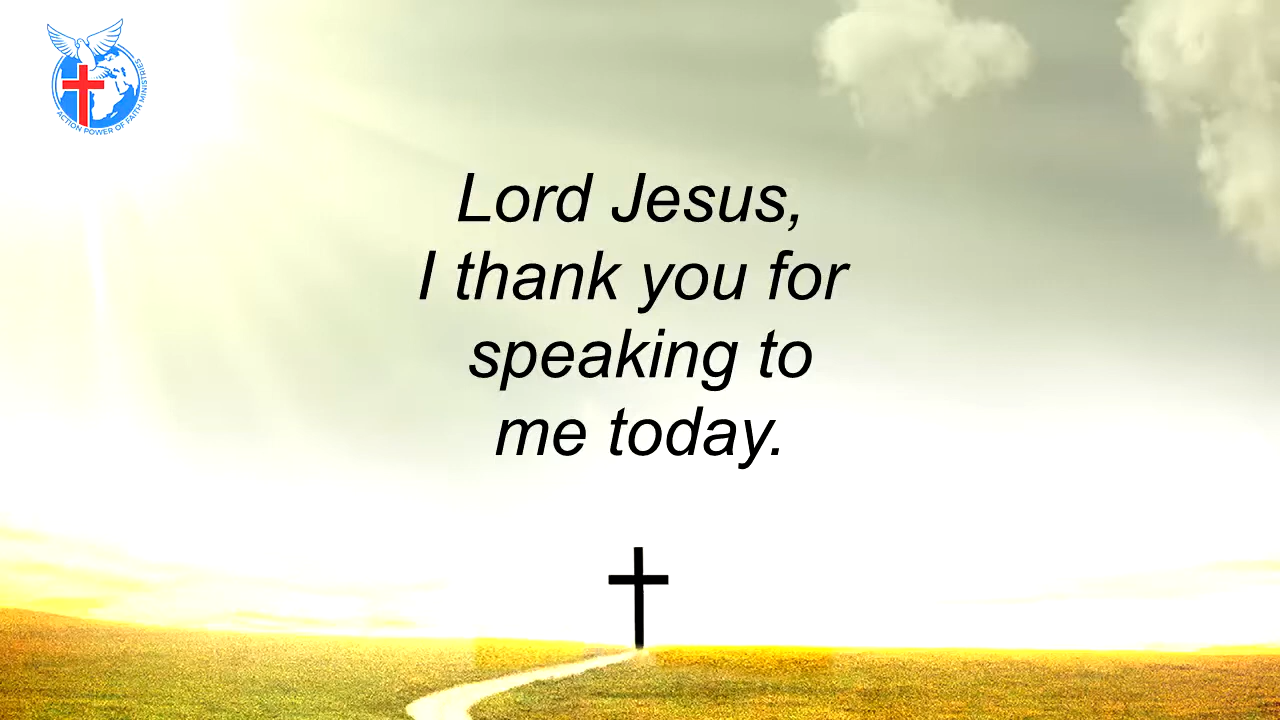 ACTION POWER OF FAITH MINISTRIES
Lord Jesus,
I thank you for
speaking to
me today.